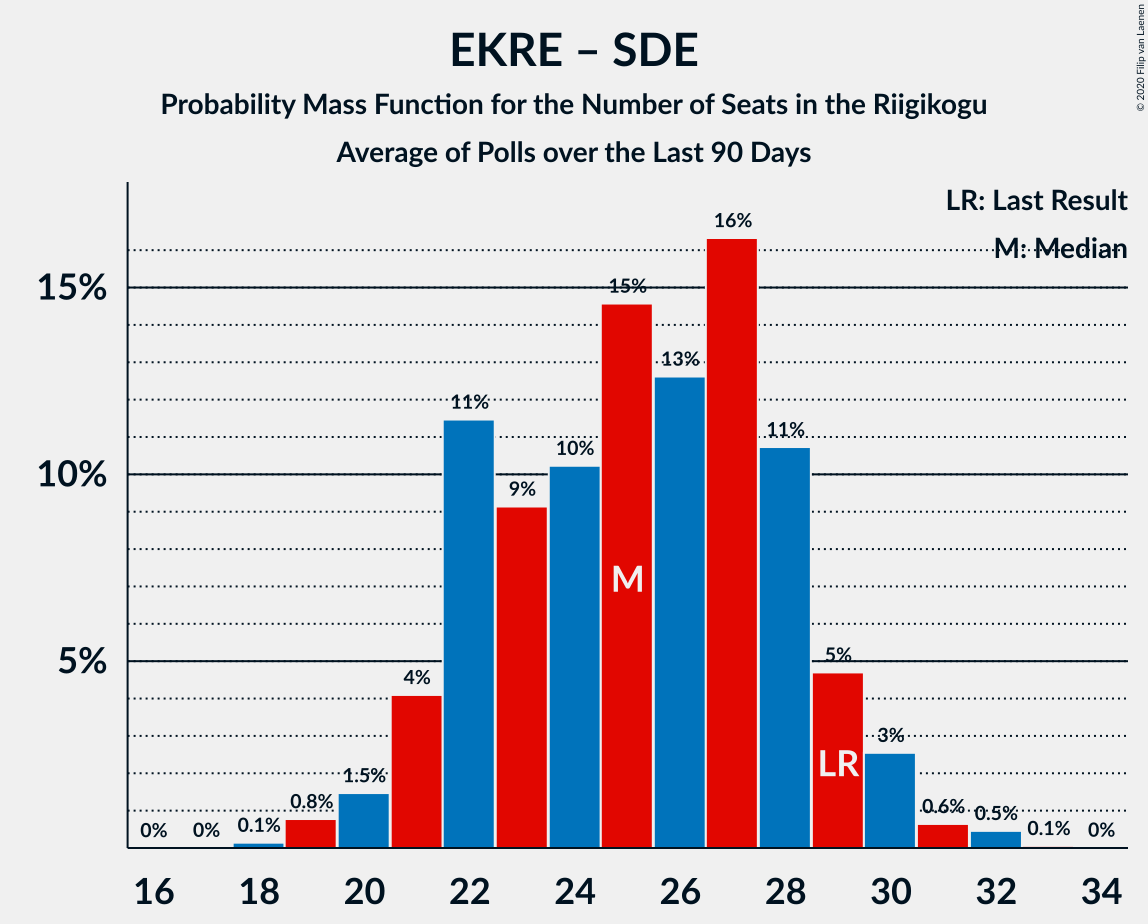 EKRE – SDE
Probability Mass Function for the Number of Seats in the Riigikogu
Average of Polls over the Last 90 Days
© 2020 Filip van Laenen
LR: Last Result
M: Median
15%
10%
5%
0%
0%
0.1%
0.8%
1.5%
4%
11%
9%
10%
15%
13%
16%
11%
5%
3%
0.6%
0.5%
0.1%
0%
M
LR
16 18 20 22 24 26 28 30 32 34